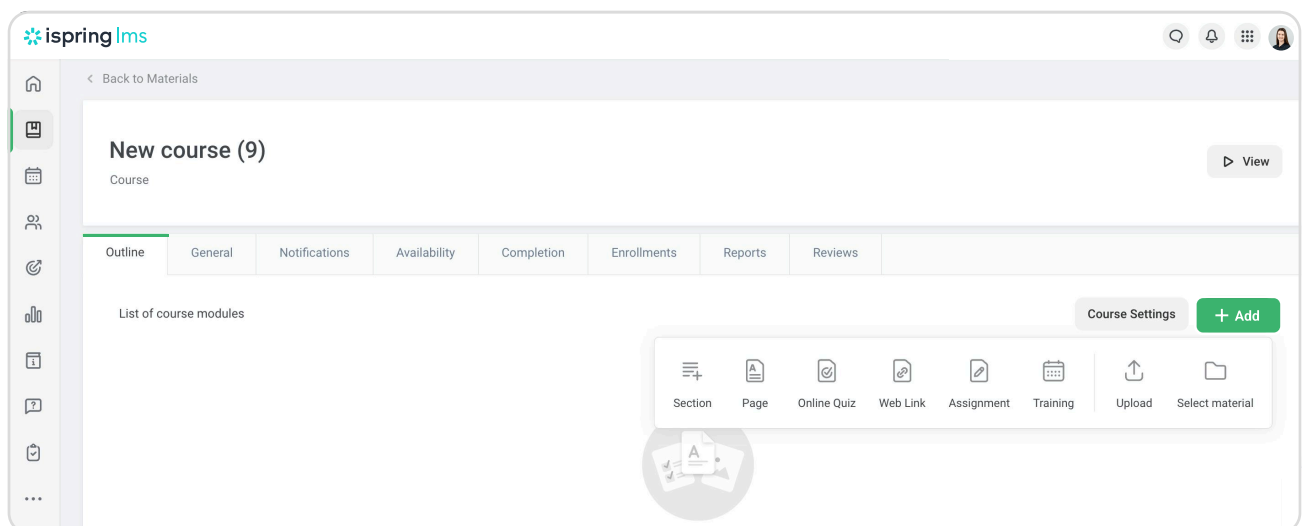 ispring lms
Back to Materials
New course (9)
Course
View
Outline General Notifications Availability Completion Enrollments Reports Reviews
List of course modules
Course Settings
+ Add
Section Page Online Quiz Web Link Assignment Training Upload Select material
A